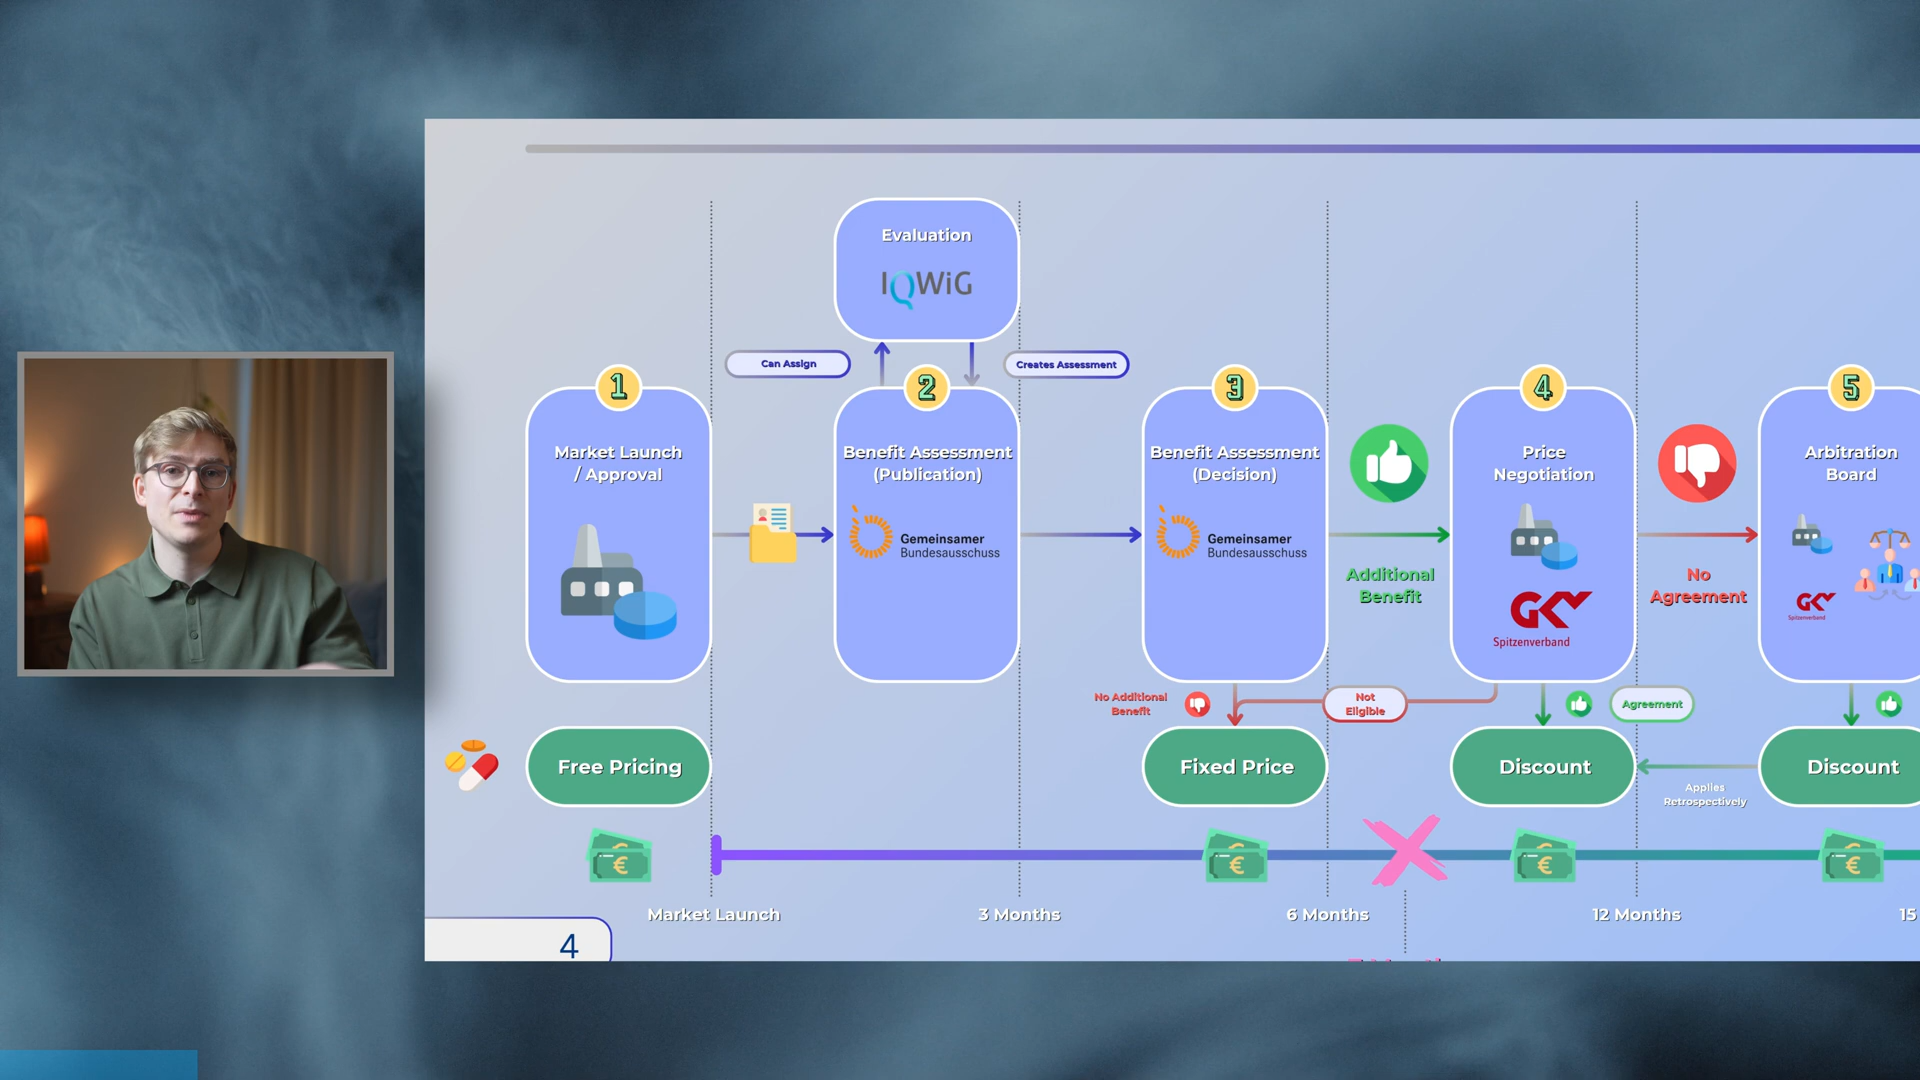 Evaluation
IQWiG
Can Assign
Creates Assessment
1
Market Launch
/ Approval
2
Benefit Assessment
(Publication)
Gemeinsamer
Bundesausschuss
3
Benefit Assessment
(Decision)
Gemeinsamer
Bundesausschuss
Additional
Benefit
4
Price
Negotiation
GKV
Spitzenverband
No
Agreement
5
Arbitration
Board
GKV
Spitzenverband
No Additional
Benefit
Not
Eligible
Agreement
Free Pricing
Fixed Price
Discount
Applies
Retrospectively
Discount
€
€
€
€
Market Launch
3 Months
6 Months
12 Months
15
4